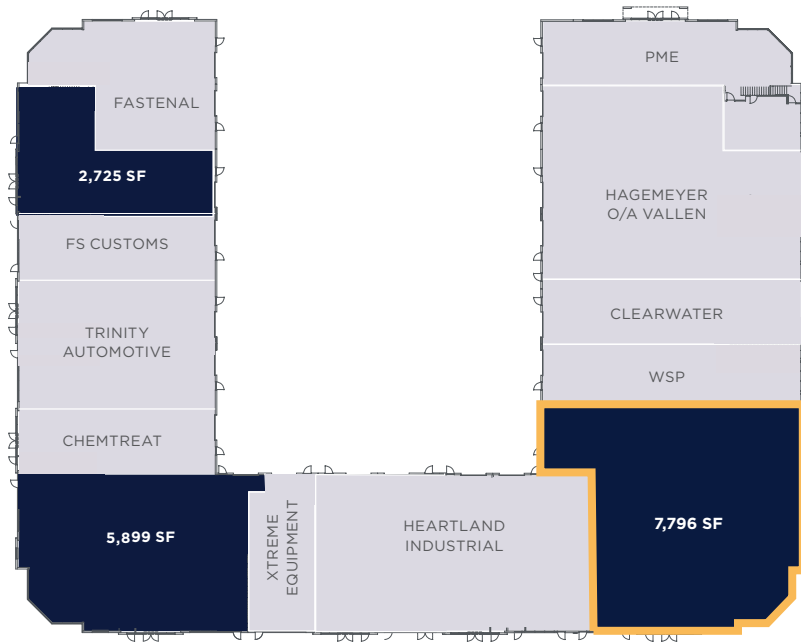 PME
FASTENAL
2,725 SF
HAGEMEYER
O/A VALLEN
FS CUSTOMS
CLEARWATER
TRINITY
AUTOMOTIVE
WSP
CHEMTREAT
5,899 SF
XTREME
EQUIPMENT
HEARTLAND
INDUSTRIAL
7,796 SF